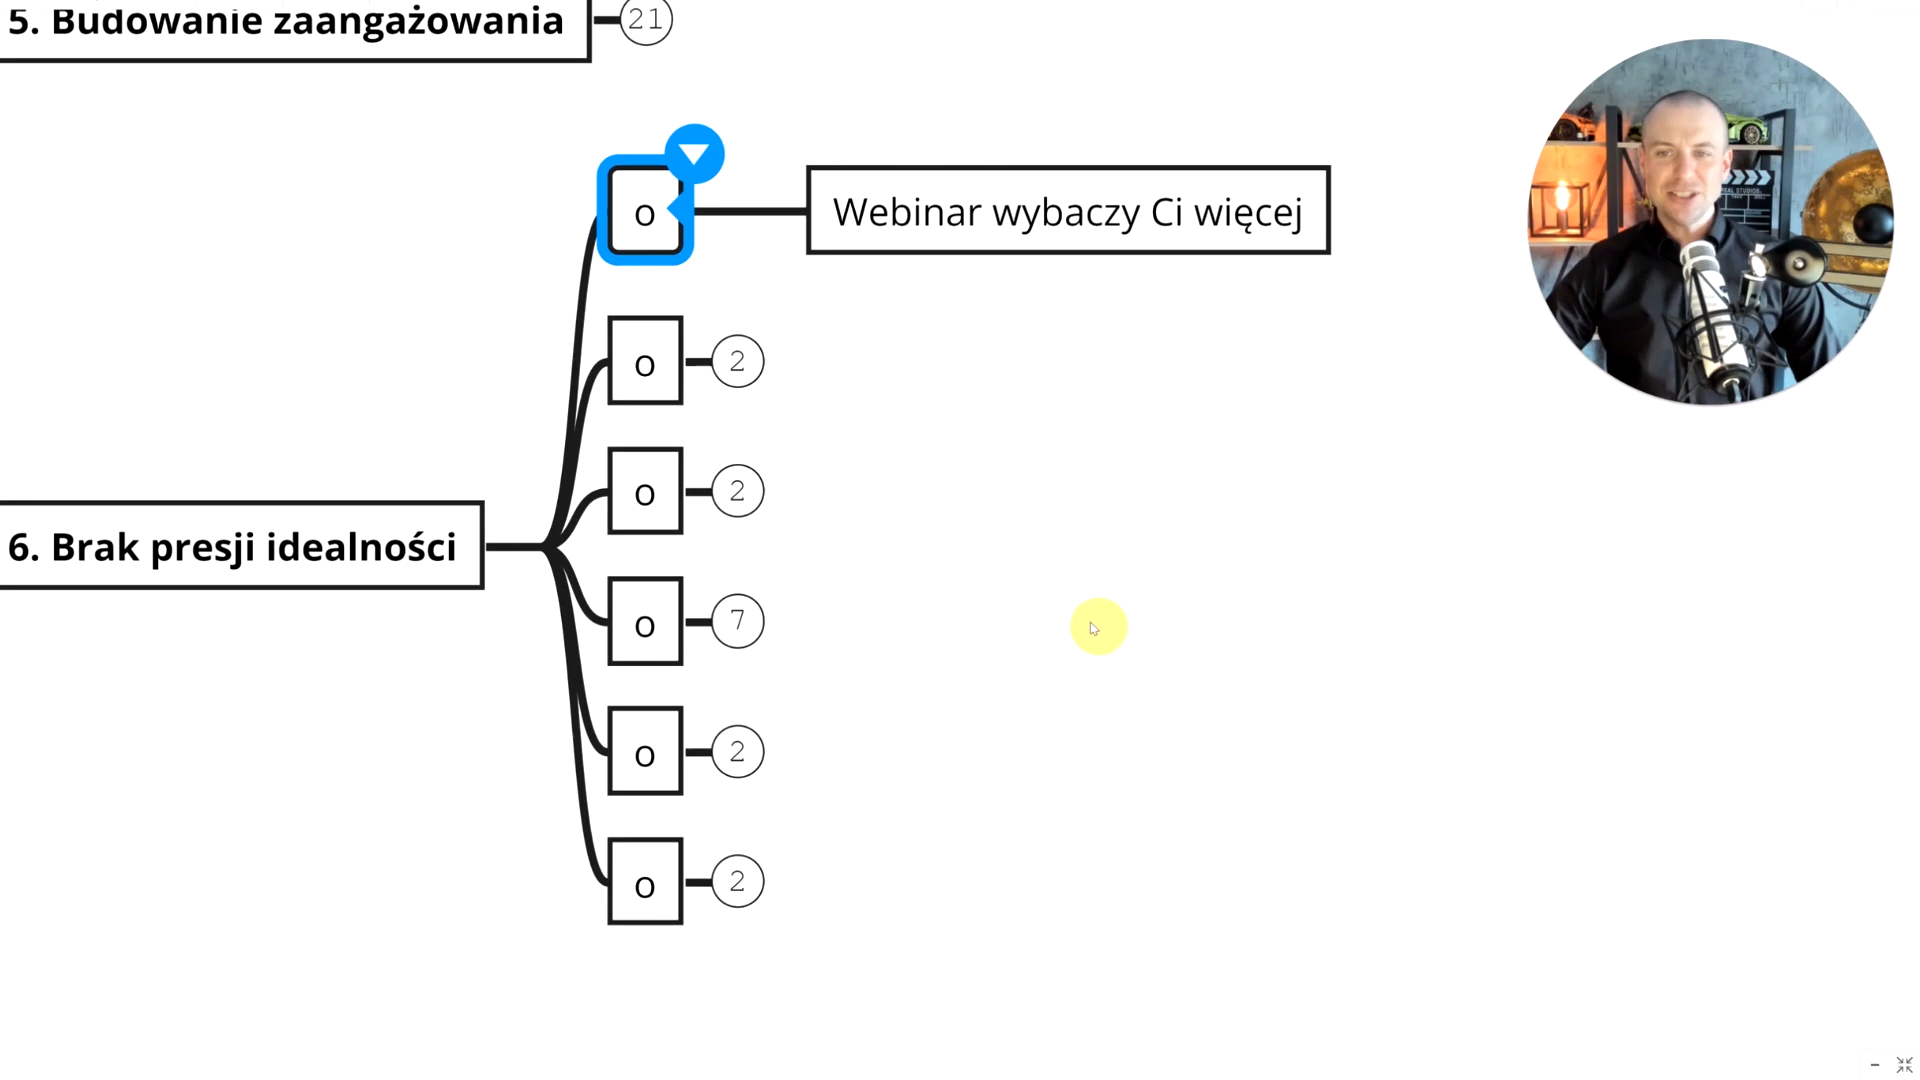 5. Budowanie zaangażowania
21
o
Webinar wybaczy Ci więcej
o
2
o
2
6. Brak presji idealności
o
7
o
2
o
2